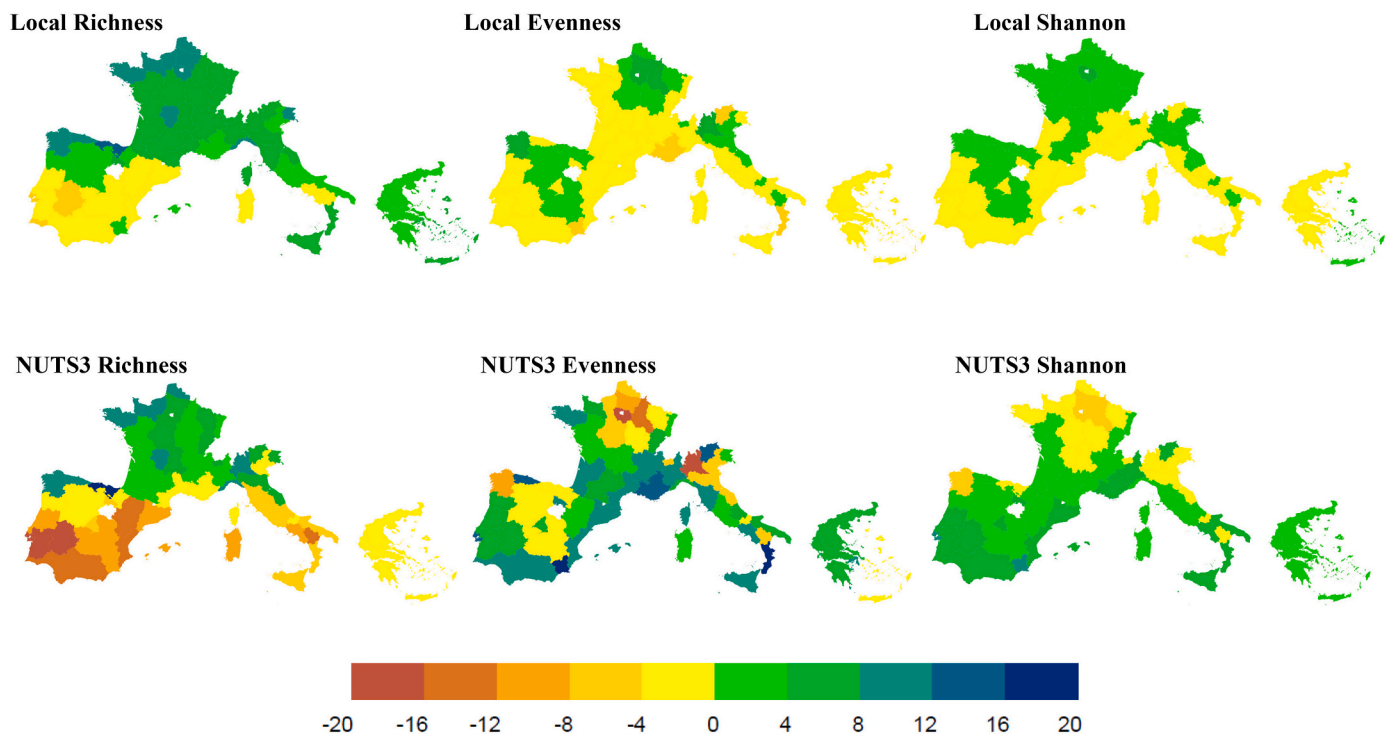 Local Richness
Local Evenness
Local Shannon
NUTS3 Richness
NUTS3 Evenness
NUTS3 Shannon
-20 -16 -12 -8 -4 0 4 8 12 16 20